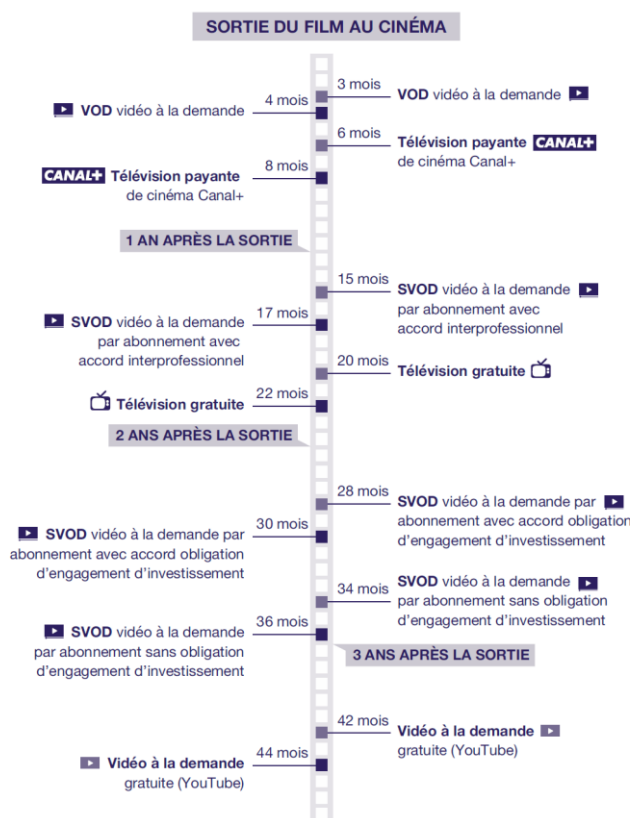 SORTIE DU FILM AU CINÉMA
3 mois
VOD vidéo à la demande
4 mois
VOD vidéo à la demande
6 mois
Télévision payante CANAL+
de cinéma Canal+
8 mois
CANAL+ Télévision payante
de cinéma Canal+
1 AN APRÈS LA SORTIE
15 mois
SVOD vidéo à la demande
par abonnement avec
accord interprofessionnel
17 mois
SVOD vidéo à la demande
par abonnement avec
accord interprofessionnel
20 mois
Télévision gratuite
22 mois
Télévision gratuite
2 ANS APRÈS LA SORTIE
28 mois
SVOD vidéo à la demande par
abonnement avec accord obligation
d'engagement d'investissement
30 mois
SVOD vidéo à la demande par
abonnement avec accord obligation
d'engagement d'investissement
34 mois
SVOD vidéo à la demande
par abonnement sans obligation
d'engagement d'investissement
36 mois
SVOD vidéo à la demande
par abonnement sans obligation
d'engagement d'investissement
3 ANS APRÈS LA SORTIE
42 mois
Vidéo à la demande
gratuite (YouTube)
44 mois
Vidéo à la demande
gratuite (YouTube)